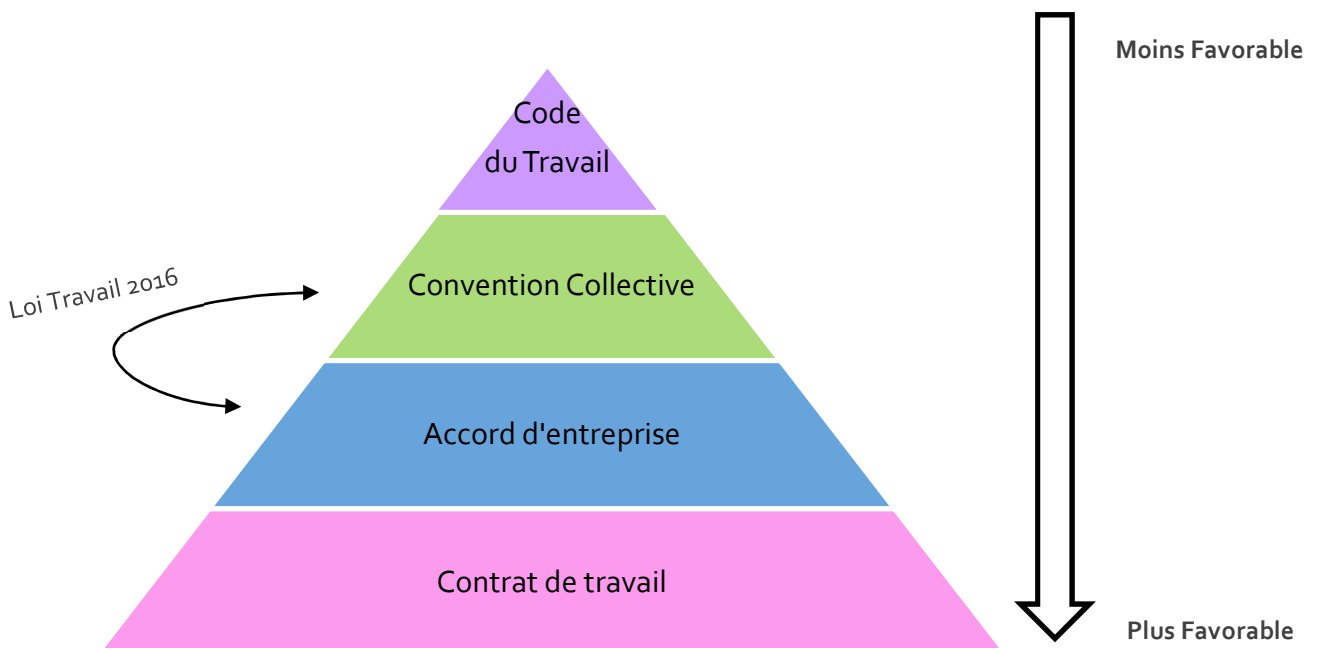 Moins Favorable
Code
du Travail
Loi Travail 2016
Convention Collective
Accord d'entreprise
Contrat de travail
Plus Favorable